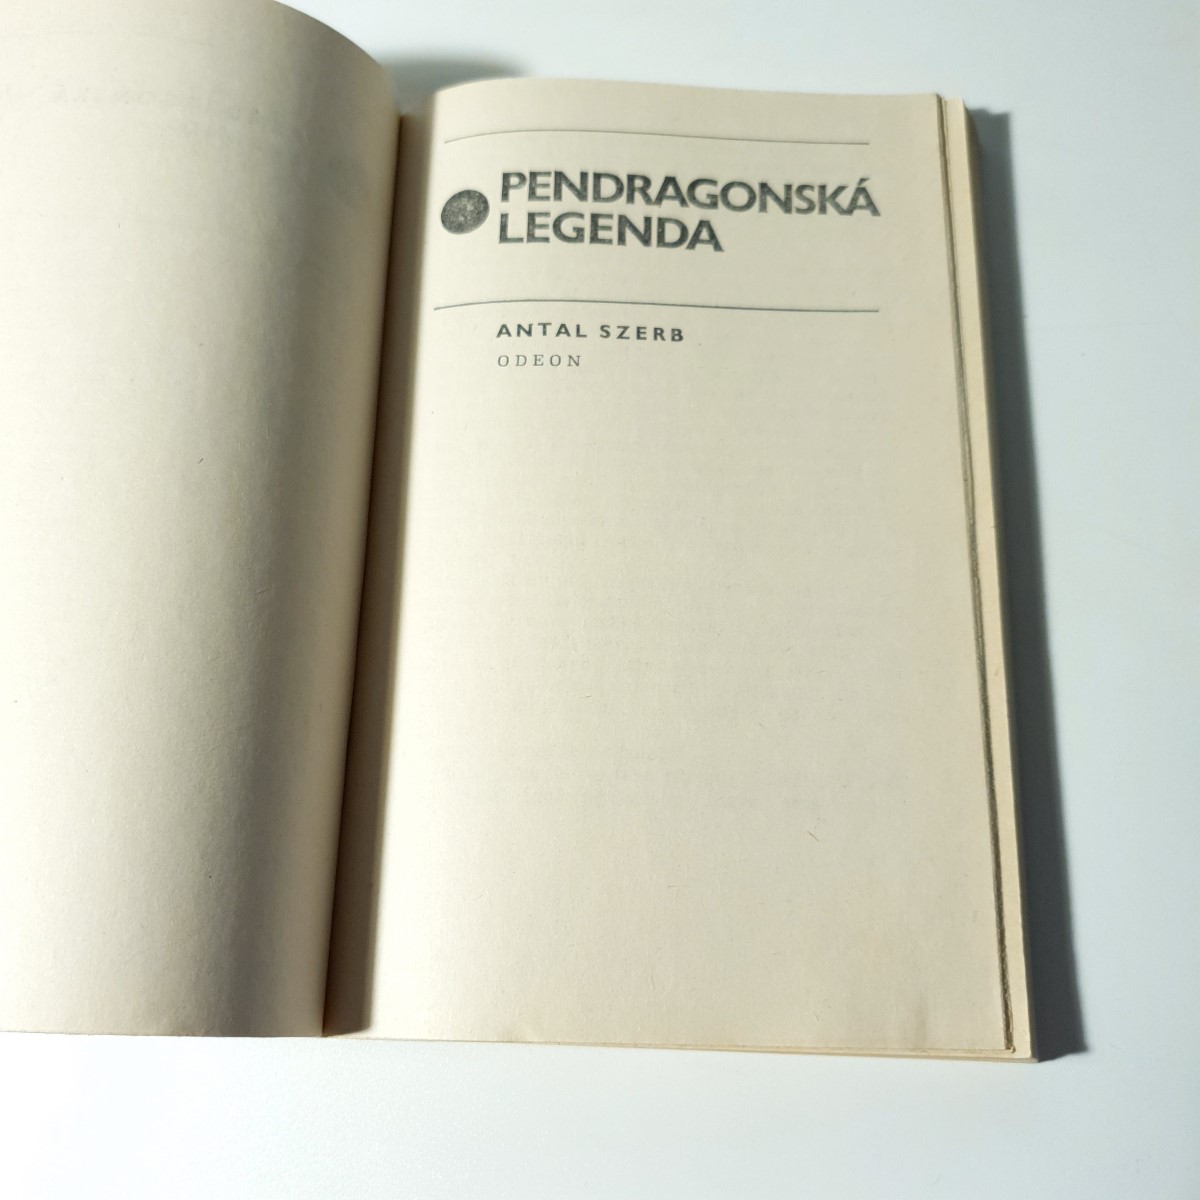 PENDRAGONSKÁ
LEGENDA
ANTAL SZERB
ODEON